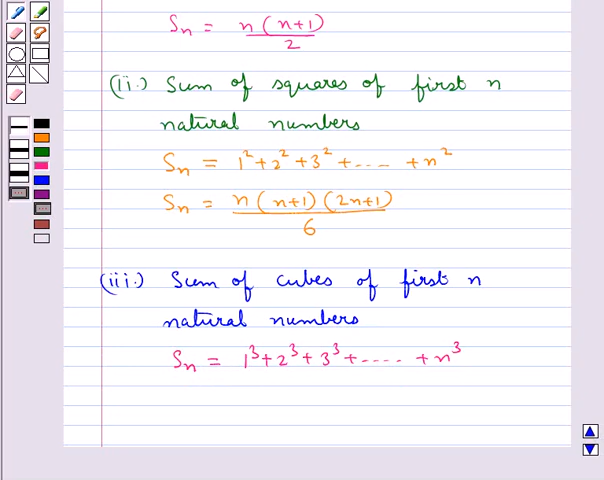 Sn = n(n+1)/2
(ii.) Sum of squares of first n
natural numbers
Sn = 1²+2²+3²+.....+n²
Sn = n(n+1)(2n+1)/6
(iii.) Sum of cubes of first n
natural numbers
Sn = 1³+2³+3³+.....+n³